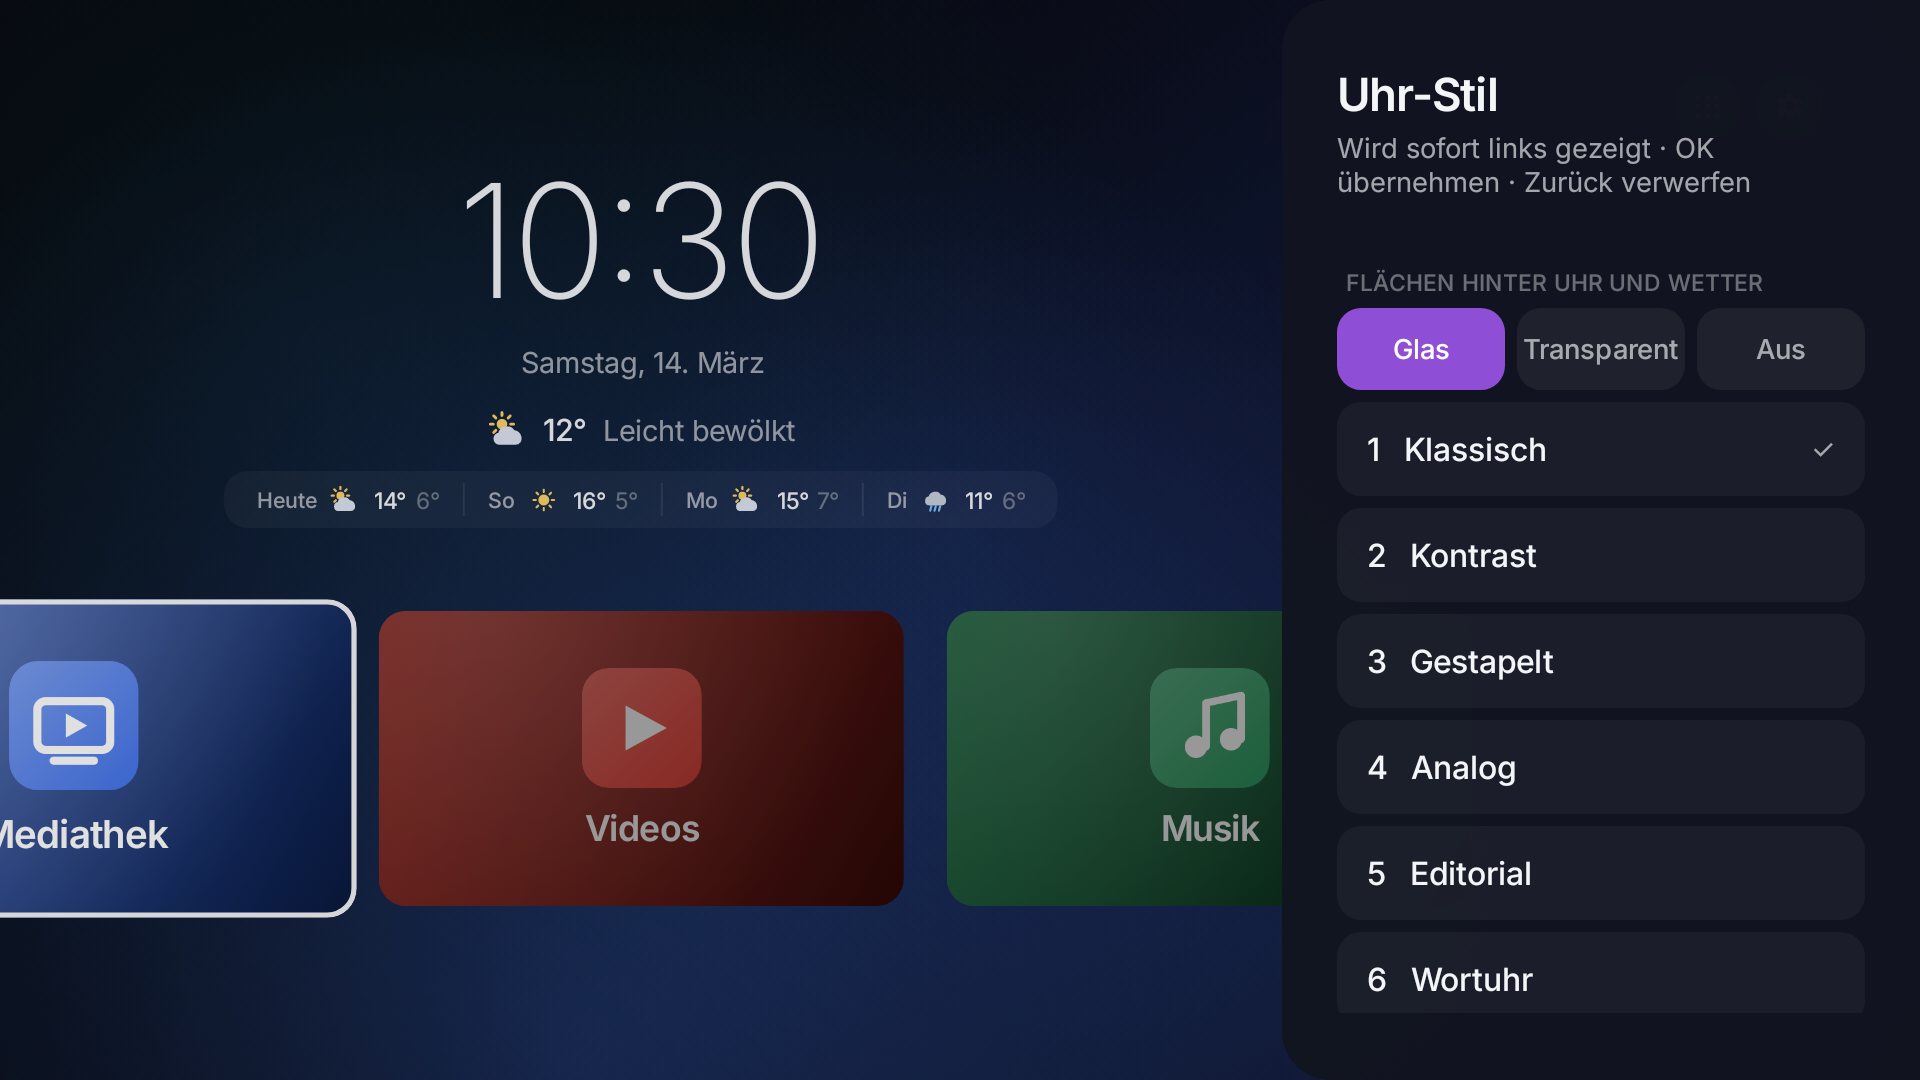 10:30
Samstag, 14. März
12° Leicht bewölkt
Heute 14° 6° So 16° 5° Mo 15° 7° Di 11° 6°
Mediathek
Videos
Musik
Uhr-Stil
Wird sofort links gezeigt · OK
übernehmen · Zurück verwerfen
FLÄCHEN HINTER UHR UND WETTER
Glas Transparent Aus
1 Klassisch
2 Kontrast
3 Gestapelt
4 Analog
5 Editorial
6 Wortuhr